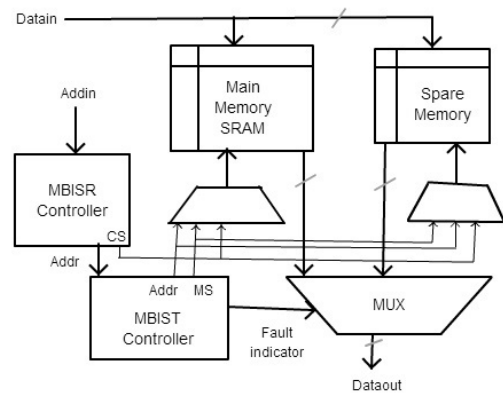 Datain
Main
Memory
SRAM
Spare
Memory
Addin
MBISR
Controller
CS
Addr
Addr MS
MBIST
Controller
Fault
indicator
MUX
Dataout